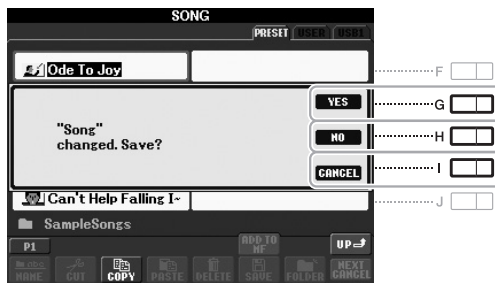 SONG
PRESET USER USB1
Ode To Joy
F
YES
G
"Song"
changed. Save?
NO
H
CANCEL
I
Can't Help Falling I~
J
SampleSongs
P1
ADD TO
MF
UP
NAME CUT COPY PASTE DELETE SAVE FOLDER NEXT
CANCEL